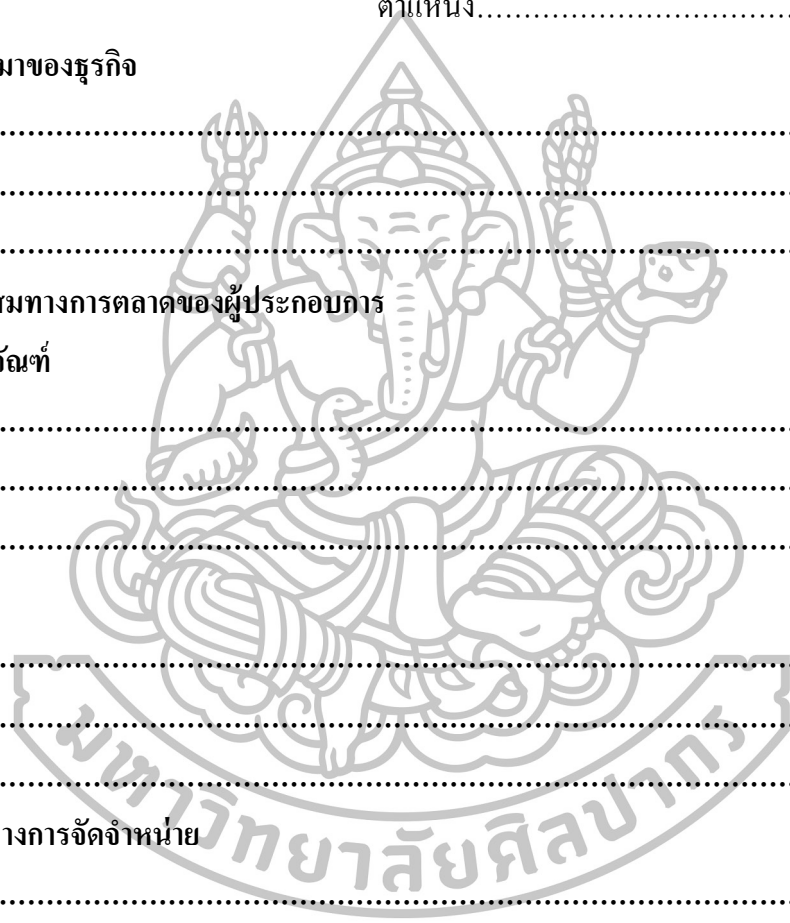 ตำแหน่ง..................................
มาของธุรกิจ
..................................................................................
..................................................................................
..................................................................................
สมทางการตลาดของผู้ประกอบการ
ภัณฑ์
..................................................................................
..................................................................................
..................................................................................
..................................................................................
..................................................................................
..................................................................................
างการจัดจำหน่าย
..................................................................................
มหาวิทยาลัยศิลปากร